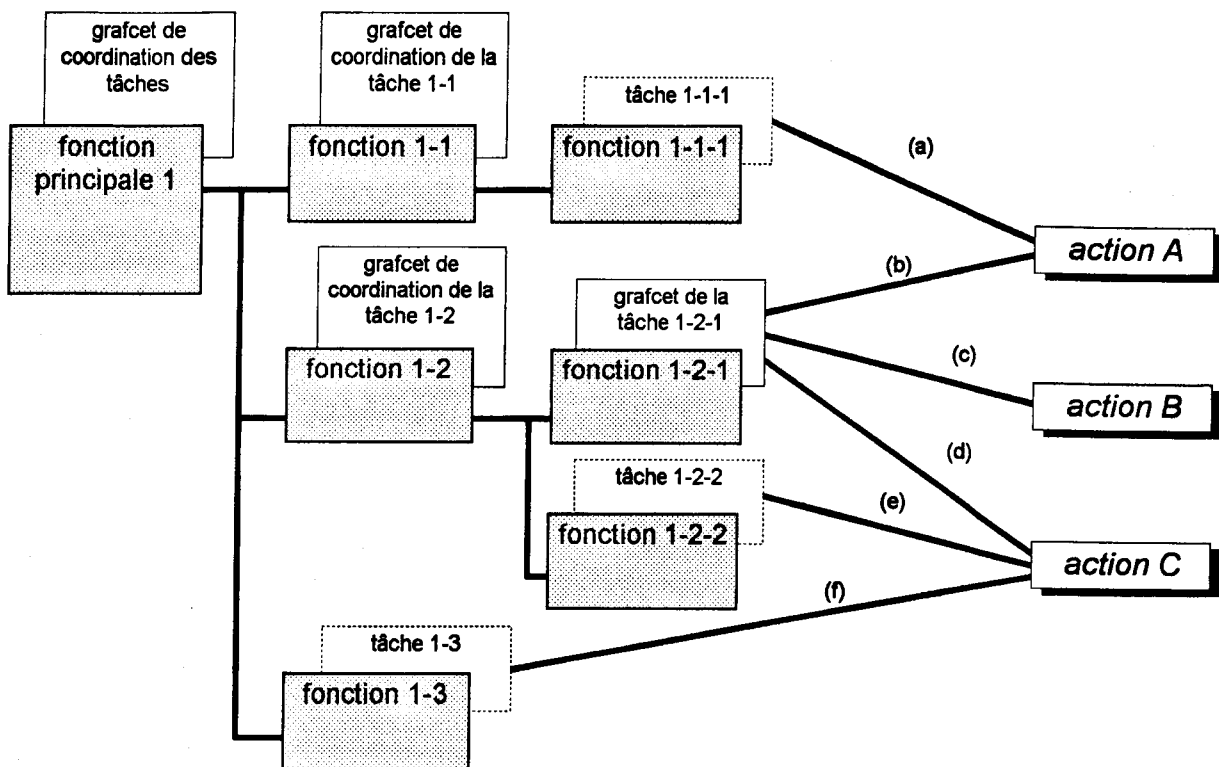 grafcet de
coordination des
tâches
fonction
principale 1
grafcet de
coordination de la
tâche 1-1
fonction 1-1
tâche 1-1-1
fonction 1-1-1
(a)
action A
(b)
grafcet de
coordination de la
tâche 1-2
fonction 1-2
grafcet de la
tâche 1-2-1
fonction 1-2-1
(c)
action B
(d)
tâche 1-2-2
fonction 1-2-2
(e)
action C
(f)
tâche 1-3
fonction 1-3